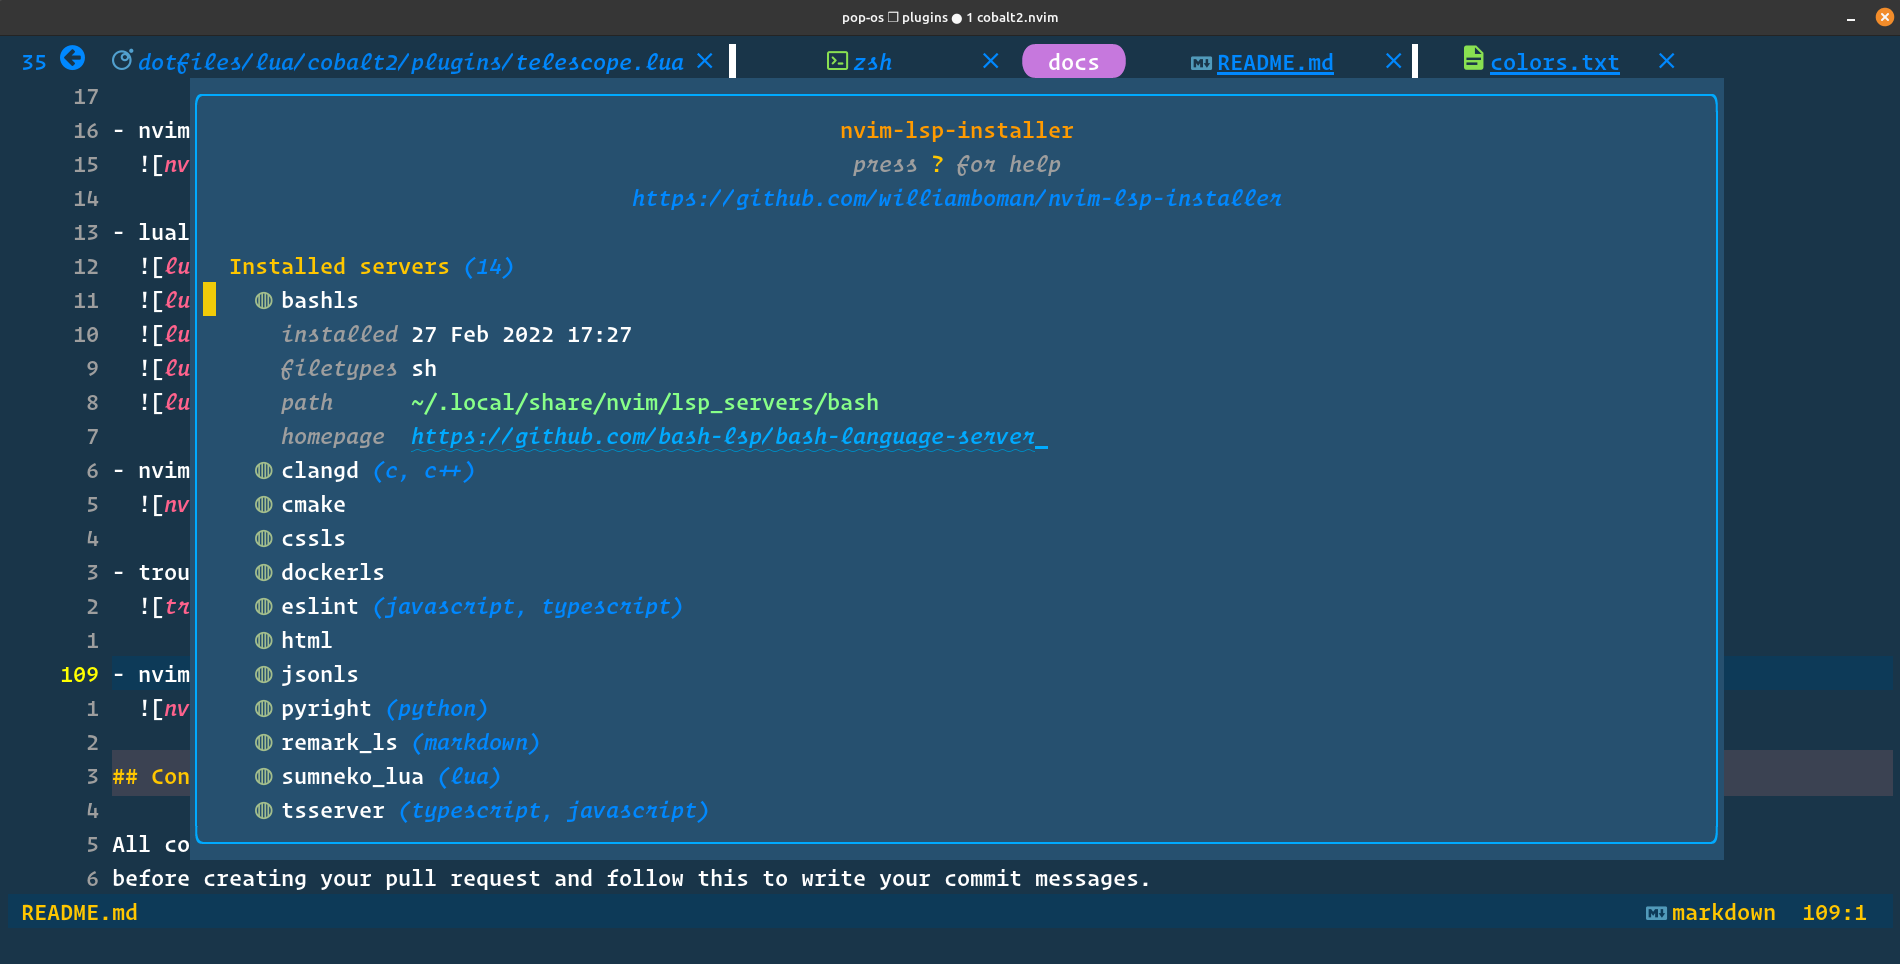 pop-os ❐ plugins ● 1 cobalt2.nvim
35 dotfiles/lua/cobalt2/plugins/telescope.lua zsh docs README.md colors.txt
17
16 - nvim
15 ![nv
14
13 - lual
12 ![lu
11 ![lu
10 ![lu
9 ![lu
8 ![lu
7
6 - nvim
5 ![nv
4
3 - trou
2 ![tr
1
109 - nvim
1 ![nv
2
3 ## Con
4
5 All co
6 before creating your pull request and follow this to write your commit messages.
nvim-lsp-installer
press ? for help
https://github.com/williamboman/nvim-lsp-installer
Installed servers (14)
bashls
installed 27 Feb 2022 17:27
filetypes sh
path ~/.local/share/nvim/lsp_servers/bash
homepage https://github.com/bash-lsp/bash-language-server_
clangd (c, c++)
cmake
cssls
dockerls
eslint (javascript, typescript)
html
jsonls
pyright (python)
remark_ls (markdown)
sumneko_lua (lua)
tsserver (typescript, javascript)
README.md markdown 109:1